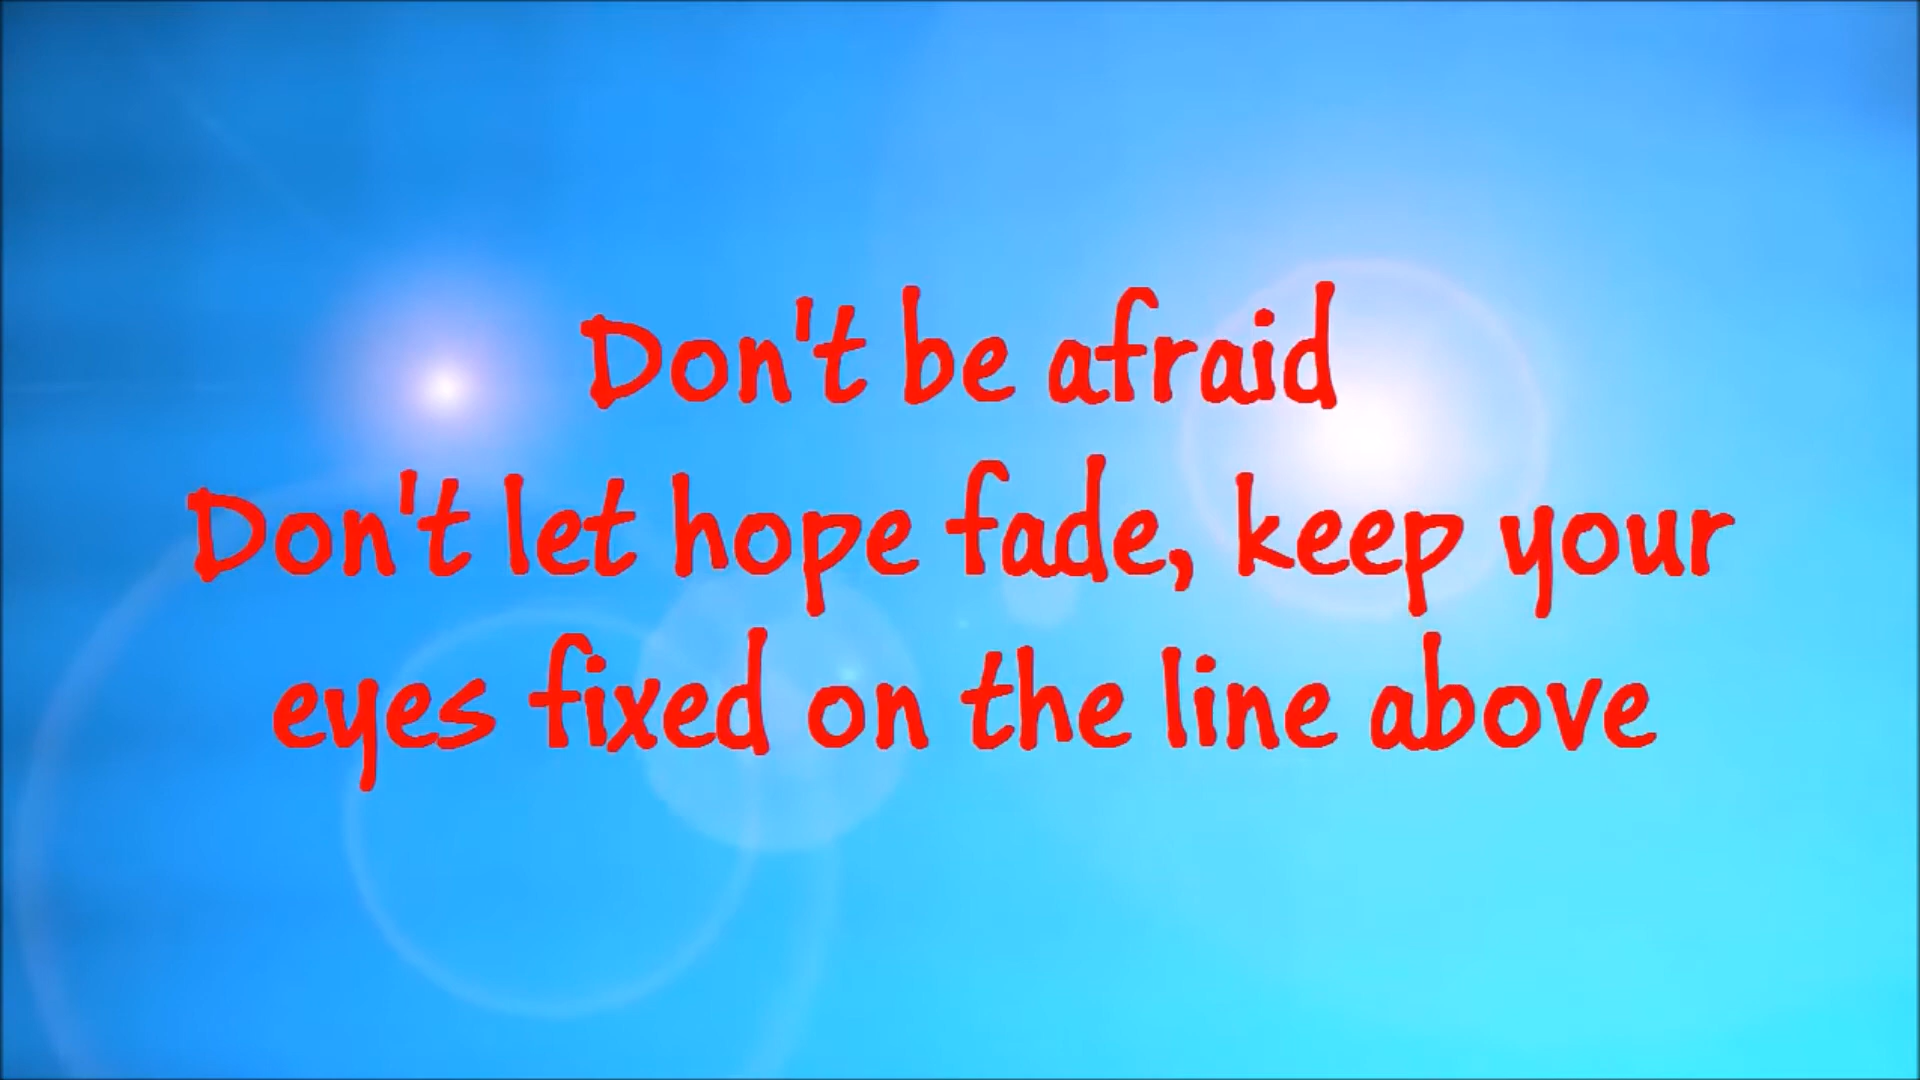 Don't be afraid
Don't let hope fade, keep your
eyes fixed on the line above